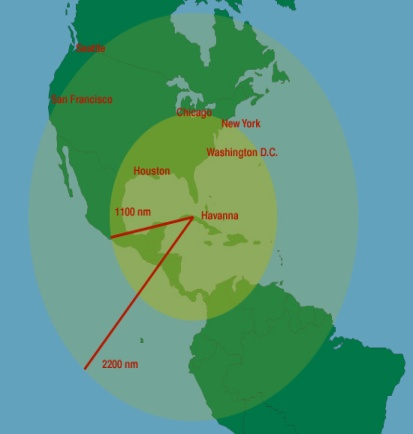 Seattle
San Francisco
Chicago
New York
Washington D.C.
Houston
1100 nm
Havanna
2200 nm